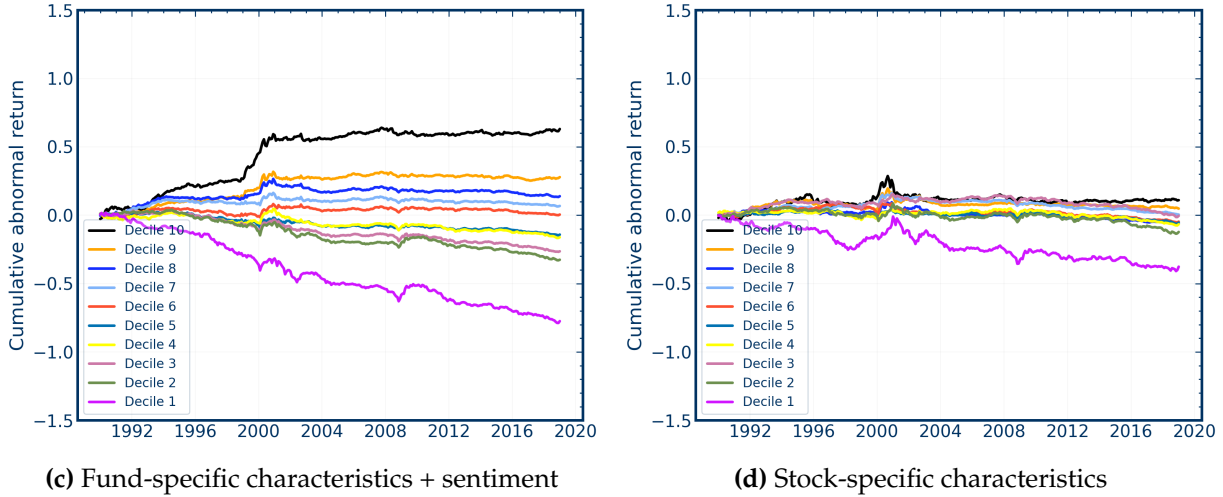 1.5
1.0
0.5
0.0
−0.5
−1.0
−1.5
Cumulative abnormal return
Decile 10
Decile 9
Decile 8
Decile 7
Decile 6
Decile 5
Decile 4
Decile 3
Decile 2
Decile 1
1992 1996 2000 2004 2008 2012 2016 2020
(c) Fund-specific characteristics + sentiment
1.5
1.0
0.5
0.0
−0.5
−1.0
−1.5
Cumulative abnormal return
Decile 10
Decile 9
Decile 8
Decile 7
Decile 6
Decile 5
Decile 4
Decile 3
Decile 2
Decile 1
1992 1996 2000 2004 2008 2012 2016 2020
(d) Stock-specific characteristics